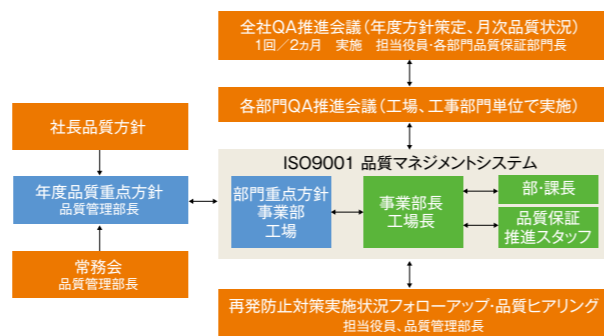 全社QA推進会議（年度方針策定、月次品質状況）
1回／2ヵ月　実施　担当役員・各部門品質保証部門長
各部門QA推進会議（工場、工事部門単位で実施）
社長品質方針
年度品質重点方針
品質管理部長
常務会
品質管理部長
ISO9001 品質マネジメントシステム
部門重点方針
事業部
工場
事業部長
工場長
部・課長
品質保証
推進スタッフ
再発防止対策実施状況フォローアップ・品質ヒアリング
担当役員、品質管理部長